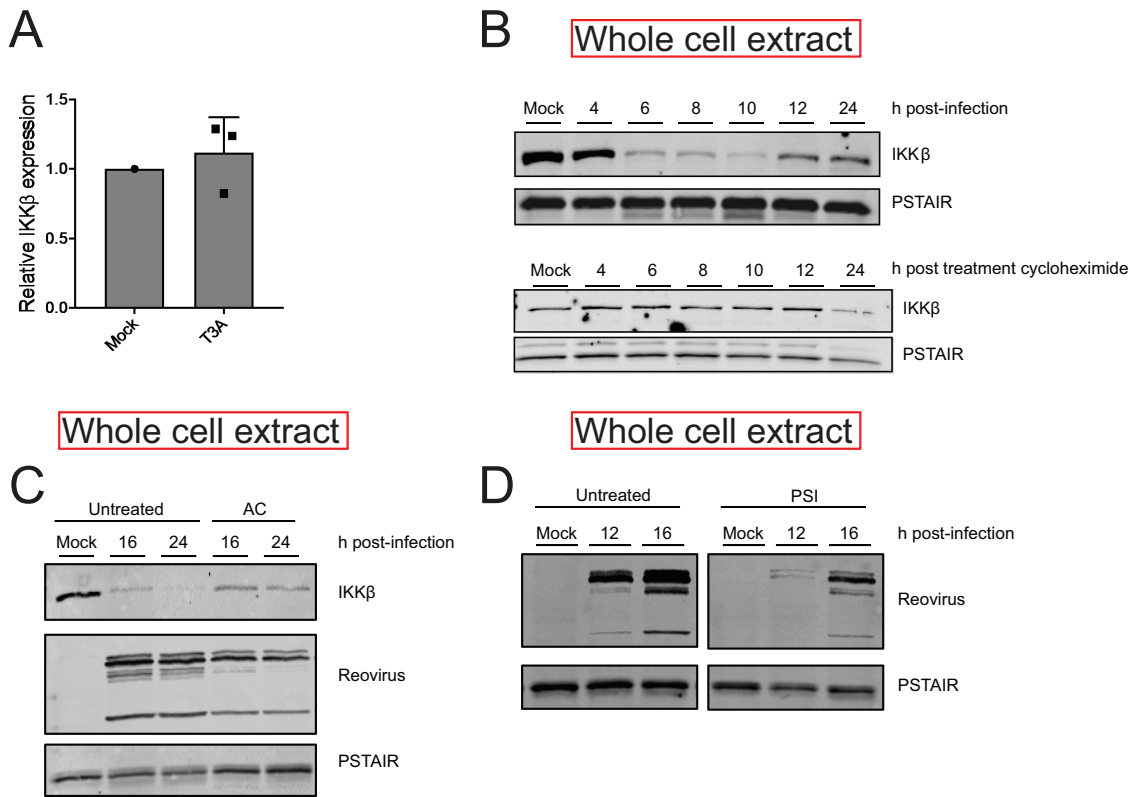 A
Relative IKKβ expression
1.5
1.0
0.5
0.0
Mock T3A
B
Whole cell extract
Mock 4 6 8 10 12 24 h post-infection
IKKβ
PSTAIR
Mock 4 6 8 10 12 24 h post treatment cycloheximide
IKKβ
PSTAIR
Whole cell extract
C
Untreated AC
Mock 16 24 16 24 h post-infection
IKKβ
Reovirus
PSTAIR
Whole cell extract
D
Untreated PSI
Mock 12 16 Mock 12 16 h post-infection
Reovirus
PSTAIR